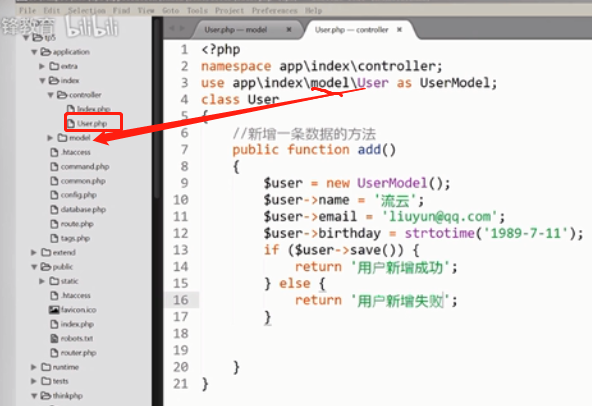 File Edit Selection Find View Goto Tools Project Preferences Help
锋教育 bilibili
tp5
application
extra
index
controller
Index.php
User.php
model
.htaccess
command.php
common.php
config.php
database.php
route.php
tags.php
extend
public
static
.htaccess
favicon.ico
index.php
robots.txt
router.php
runtime
tests
thinkphp
User.php — model ×
User.php — controller ×
1 <?php
2 namespace app\index\controller;
3 use app\index\model\User as UserModel;
4 class User
5 {
6 //新增一条数据的方法
7 public function add()
8 {
9 $user = new UserModel();
10 $user->name = '流云';
11 $user->email = 'liuyun@qq.com';
12 $user->birthday = strtotime('1989-7-11');
13 if ($user->save()) {
14 return '用户新增成功';
15 } else {
16 return '用户新增失败';
17 }
18
19
20 }
21 }